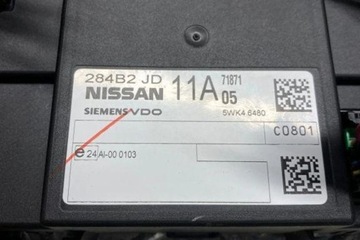 284B2 JD
NISSAN 11A 71871 05
SIEMENS VDO 5WK4 6480
C0801
e 24 AI-00 0103